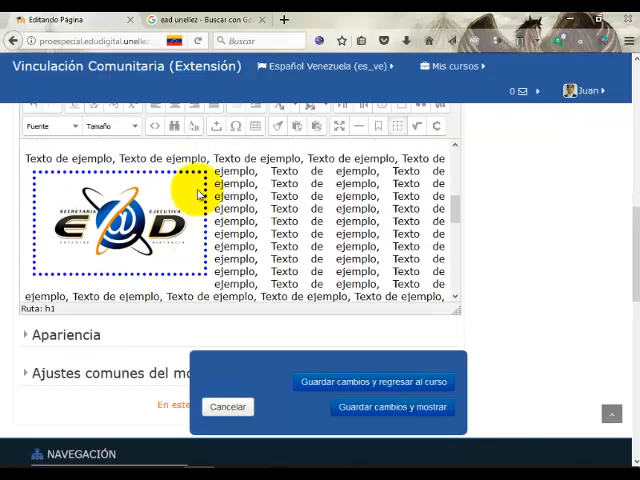 Editando Página
ead unellez - Buscar con Go
proespecial.edudigital.unellez
Buscar
Vinculación Comunitaria (Extensión)
Español Venezuela (es_ve)
Mis cursos
0
Juan
Fuente
Tamaño
Texto de ejemplo, Texto de ejemplo, Texto de ejemplo, Texto de ejemplo, Texto de
ejemplo, Texto de ejemplo, Texto de
ejemplo, Texto de ejemplo, Texto de
ejemplo, Texto de ejemplo, Texto de
ejemplo, Texto de ejemplo, Texto de
ejemplo, Texto de ejemplo, Texto de
ejemplo, Texto de ejemplo, Texto de
ejemplo, Texto de ejemplo, Texto de
ejemplo, Texto de ejemplo, Texto de
ejemplo, Texto de ejemplo, Texto de
ejemplo, Texto de ejemplo, Texto de
SECRETARIA EJECUTIVA
E@D
ESTUDIOS DISTANCIA
ejemplo, Texto de ejemplo, Texto de ejemplo, Texto de ejemplo, Texto de ejemplo,
Ruta: h1
Apariencia
Ajustes comunes del mo
Guardar cambios y regresar al curso
Cancelar
Guardar cambios y mostrar
En este
NAVEGACIÓN